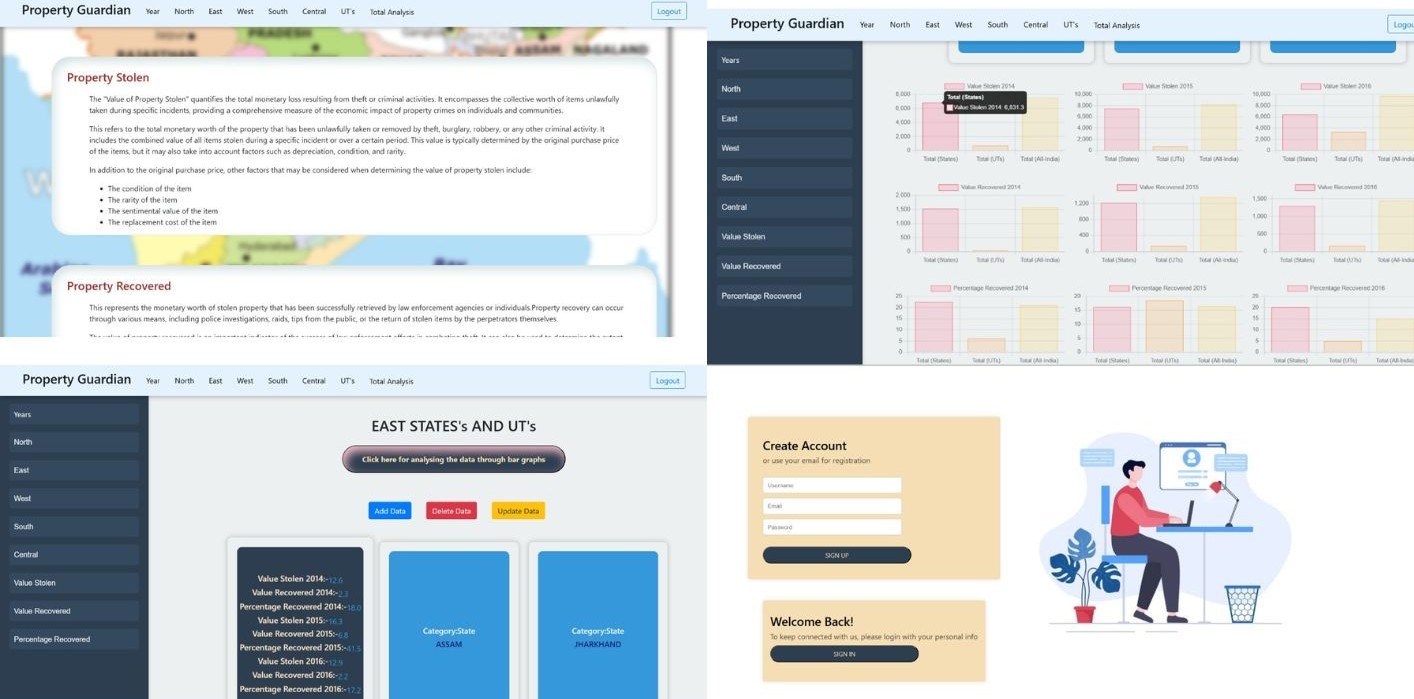 Property Guardian Year North East West South Central UT's Total Analysis Logout
PRADESH
RAJASTHAN
ASSAM NAGALAND
Property Stolen
The "Value of Property Stolen" quantifies the total monetary loss resulting from theft or criminal activities. It encompasses the collective worth of items unlawfully
taken during specific incidents, providing a comprehensive measure of the economic impact of property crimes on individuals and communities.
This refers to the total monetary worth of the property that has been unlawfully taken or removed by theft, burglary, robbery, or any other criminal activity. It
includes the combined value of all items stolen during a specific incident or over a certain period. This value is typically determined by the original purchase price
of the items, but it may also take into account factors such as depreciation, condition, and rarity.
In addition to the original purchase price, other factors that may be considered when determining the value of property stolen include:
• The condition of the item
• The rarity of the item
• The sentimental value of the item
• The replacement cost of the item
Hyderabad
Property Recovered
This represents the monetary worth of stolen property that has been successfully retrieved by law enforcement agencies or individuals.Property recovery can occur
through various means, including police investigations, raids, tips from the public, or the return of stolen items by the perpetrators themselves.
Property Guardian Year North East West South Central UT's Total Analysis Logou
Years
North
East
West
South
Central
Value Stolen
Value Recovered
Percentage Recovered
Value Stolen 2014
8,000
6,000
4,000
2,000
0
Total (States)
Value Stolen 2014: 6,831.3
Total (States) Total (UTs) Total (All-India)
Value Stolen 2015
10,000
8,000
6,000
4,000
2,000
0
Total (States) Total (UTs) Total (All-India)
Value Stolen 2016
10,000
8,000
6,000
4,000
2,000
0
Total (States) Total (UTs) Total (All-India)
Value Recovered 2014
2,000
1,500
1,000
500
0
Total (States) Total (UTs) Total (All-India)
Value Recovered 2015
1,200
800
400
0
Total (States) Total (UTs) Total (All-India)
Value Recovered 2016
1,500
1,000
500
0
Total (States) Total (UTs) Total (All-India)
Percentage Recovered 2014
25
20
15
10
5
0
Total (States) Total (UTs) Total (All-India)
Percentage Recovered 2015
20
15
10
5
0
Total (States) Total (UTs) Total (All-India)
Percentage Recovered 2016
25
20
15
10
5
0
Total (States) Total (UTs) Total (All-India)
Property Guardian Year North East West South Central UT's Total Analysis Logout
Years
North
East
West
South
Central
Value Stolen
Value Recovered
Percentage Recovered
EAST STATES's AND UT's
Click here for analysing the data through bar graphs
Add Data Delete Data Update Data
Value Stolen 2014:-12.6
Value Recovered 2014:-2.3
Percentage Recovered 2014:-18.0
Value Stolen 2015:-16.3
Value Recovered 2015:-6.8
Percentage Recovered 2015:-41.5
Value Stolen 2016:-12.9
Value Recovered 2016:-2.2
Percentage Recovered 2016:-17.2
Category:State
ASSAM
Category:State
JHARKHAND
Create Account
or use your email for registration
Username
Email
Password
SIGN UP
Welcome Back!
To keep connected with us, please login with your personal info
SIGN IN